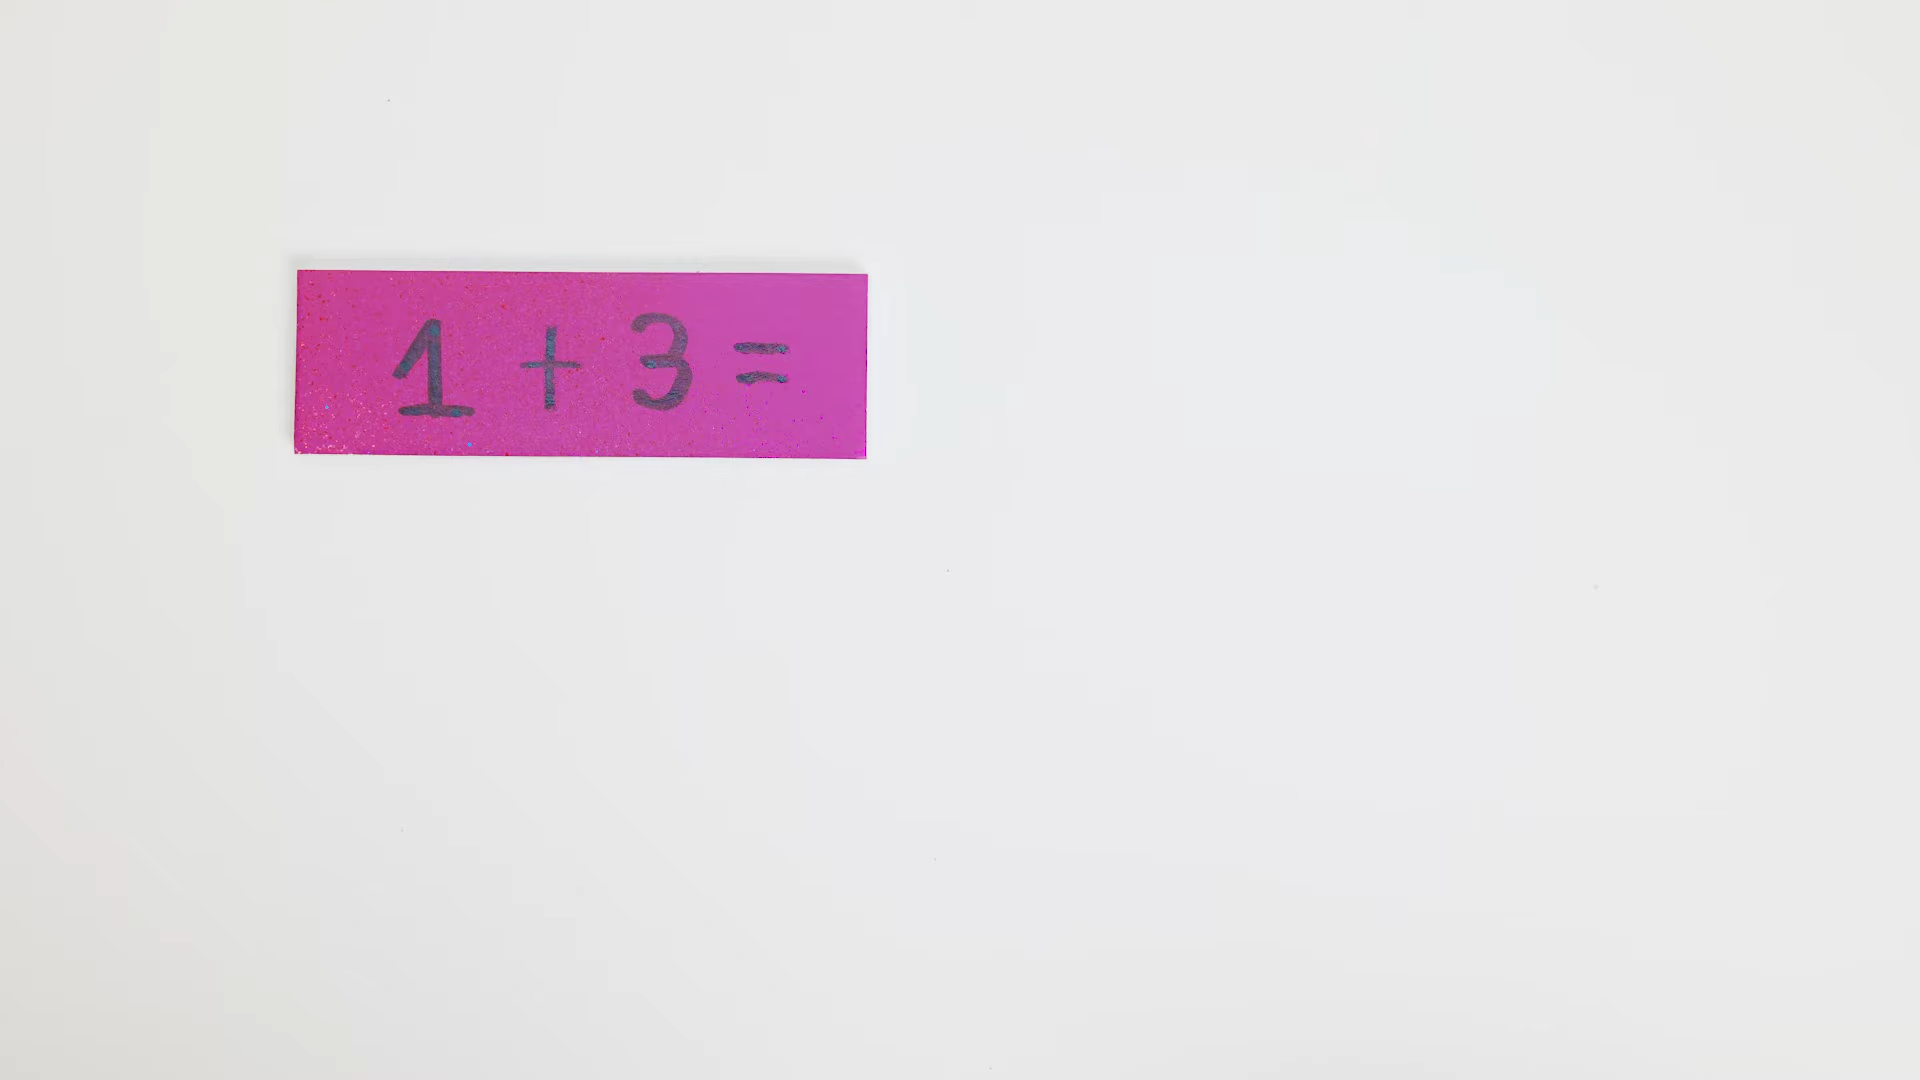 1 + 3 =